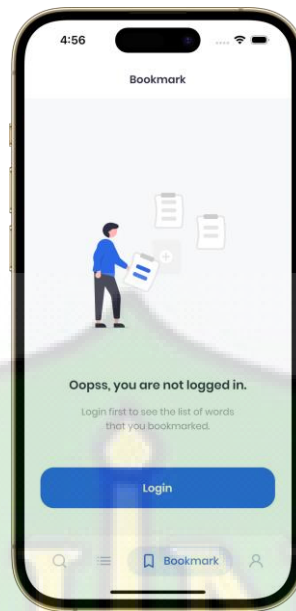 4:56
Bookmark
Oopss, you are not logged in.
Login first to see the list of words
that you bookmarked.
Login
Bookmark